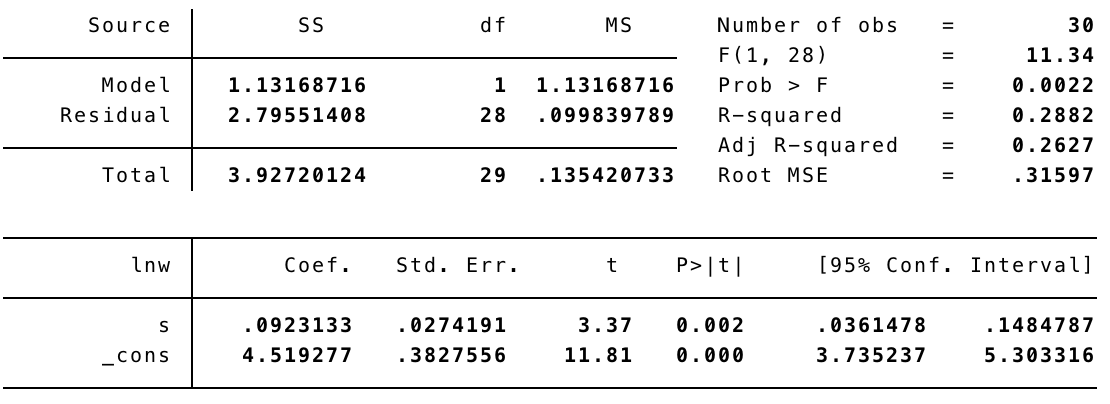 Source SS df MS Number of obs = 30
F(1, 28) = 11.34
Model 1.13168716 1 1.13168716 Prob > F = 0.0022
Residual 2.79551408 28 .099839789 R-squared = 0.2882
Adj R-squared = 0.2627
Total 3.92720124 29 .135420733 Root MSE = .31597
lnw Coef. Std. Err. t P>|t| [95% Conf. Interval]
s .0923133 .0274191 3.37 0.002 .0361478 .1484787
_cons 4.519277 .3827556 11.81 0.000 3.735237 5.303316